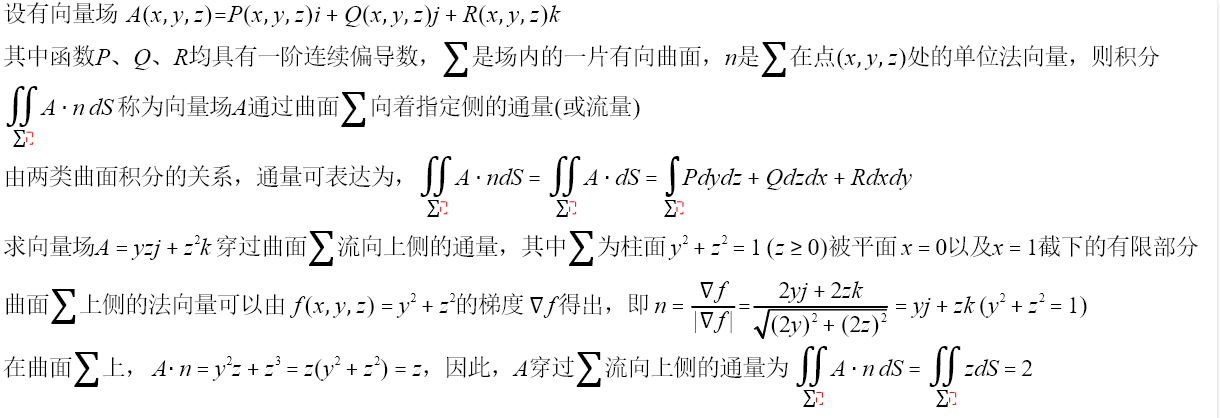 设有向量场 A(x,y,z)=P(x,y,z)i+Q(x,y,z)j+R(x,y,z)k
其中函数P、Q、R均具有一阶连续偏导数，∑是场内的一片有向曲面，n是∑在点(x,y,z)处的单位法向量，则积分
∬_Σ A·n dS 称为向量场A通过曲面∑向着指定侧的通量(或流量)
由两类曲面积分的关系，通量可表达为，∬_Σ A·ndS = ∬_Σ A·dS = ∫_Σ Pdydz+Qdzdx+Rdxdy
求向量场A=yzj+z²k穿过曲面∑流向上侧的通量，其中∑为柱面y²+z²=1(z≥0)被平面x=0以及x=1截下的有限部分
曲面∑上侧的法向量可以由f(x,y,z)=y²+z²的梯度∇f得出，即n=∇f/|∇f|=(2yj+2zk)/√((2y)²+(2z)²)=yj+zk(y²+z²=1)
在曲面∑上，A·n=y²z+z³=z(y²+z²)=z，因此，A穿过∑流向上侧的通量为∬_Σ A·n dS=∬_Σ zdS=2